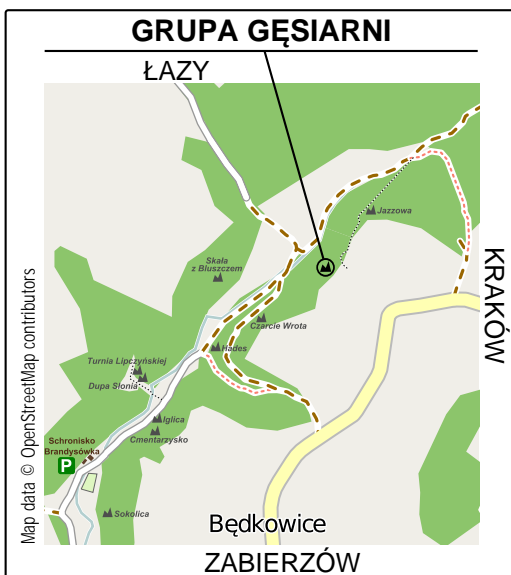 GRUPA GĘSIARNI
ŁAZY
Jazzowa
Skała
z Bluszczem
KRAKÓW
Czarcie Wrota
Hades
Turnia Lipczyńskiej
Dupa Słonia
Iglica
Cmentarzysko
Schronisko
Brandysówka
P
Sokolica
Będkowice
ZABIERZÓW
Map data © OpenStreetMap contributors